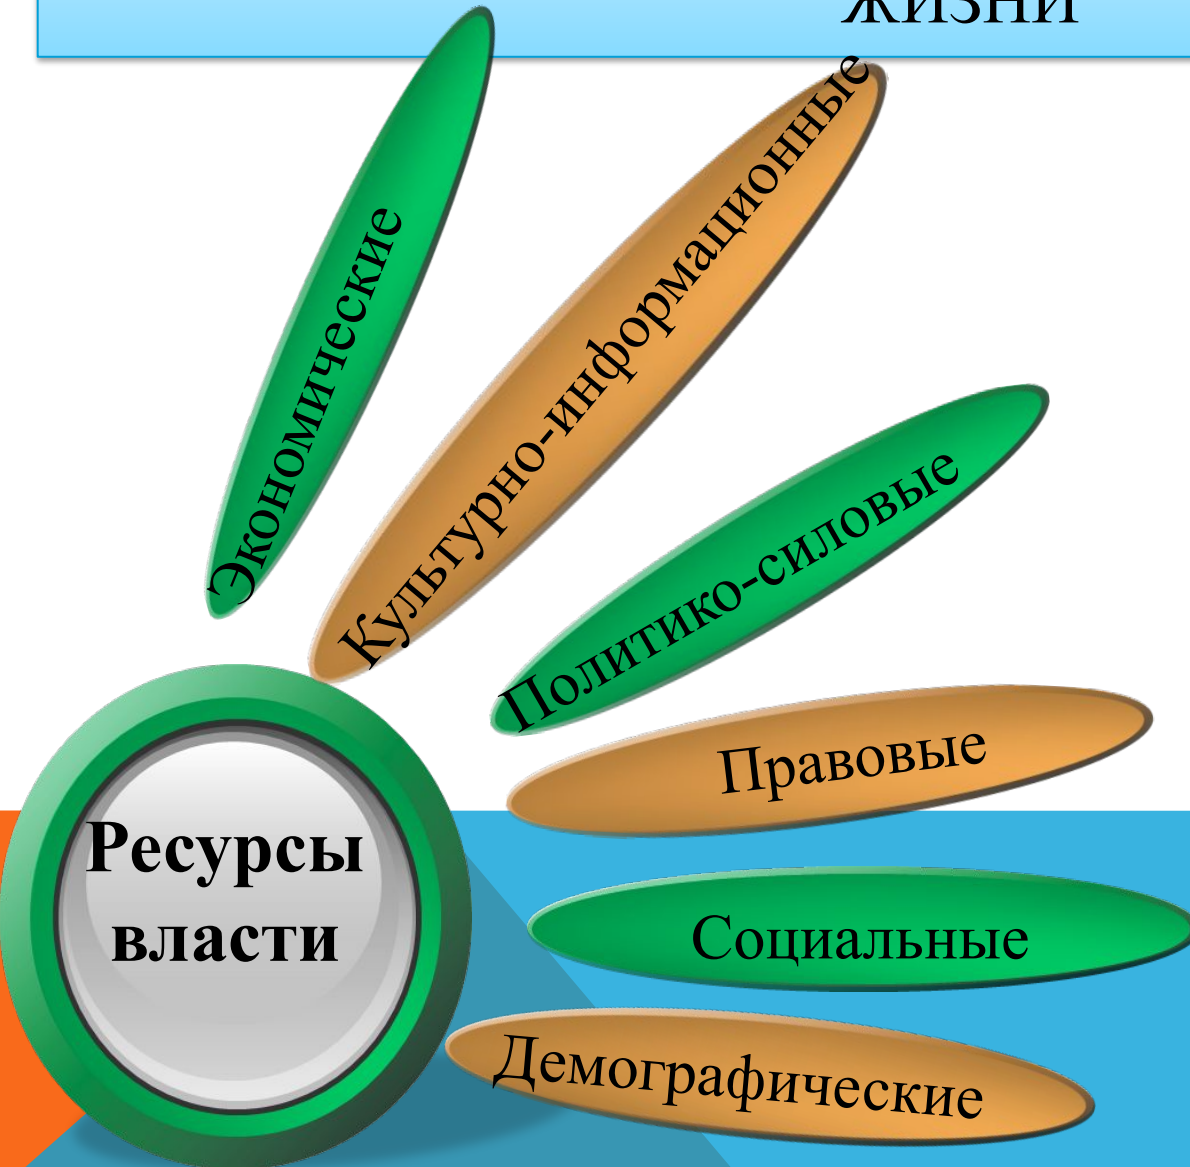 жизни
Экономические
Культурно-информационные
Политико-силовые
Правовые
Социальные
Демографические
Ресурсы
власти